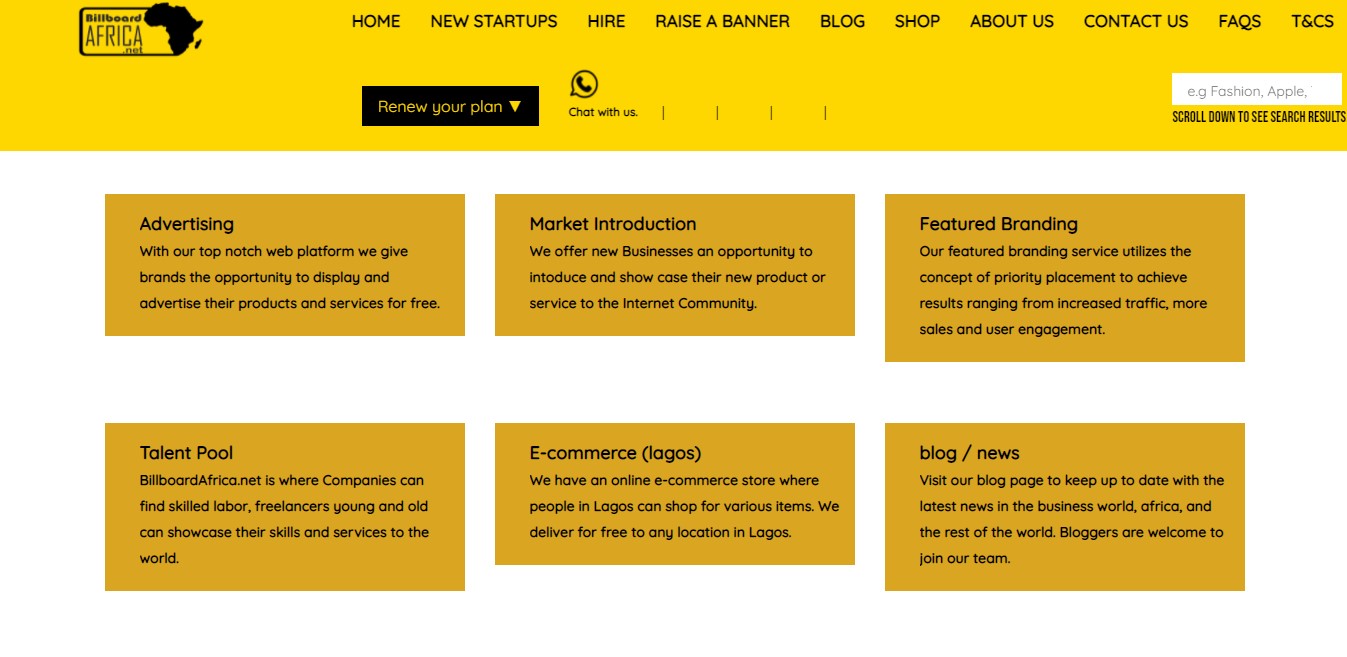 Billboard
AFRICA
.net
HOME NEW STARTUPS HIRE RAISE A BANNER BLOG SHOP ABOUT US CONTACT US FAQS T&CS
Renew your plan ▼
Chat with us. | | | |
e.g Fashion, Apple,
SCROLL DOWN TO SEE SEARCH RESULTS
Advertising
With our top notch web platform we give
brands the opportunity to display and
advertise their products and services for free.
Market Introduction
We offer new Businesses an opportunity to
intoduce and show case their new product or
service to the Internet Community.
Featured Branding
Our featured branding service utilizes the
concept of priority placement to achieve
results ranging from increased traffic, more
sales and user engagement.
Talent Pool
BillboardAfrica.net is where Companies can
find skilled labor, freelancers young and old
can showcase their skills and services to the
world.
E-commerce (lagos)
We have an online e-commerce store where
people in Lagos can shop for various items. We
deliver for free to any location in Lagos.
blog / news
Visit our blog page to keep up to date with the
latest news in the business world, africa, and
the rest of the world. Bloggers are welcome to
join our team.